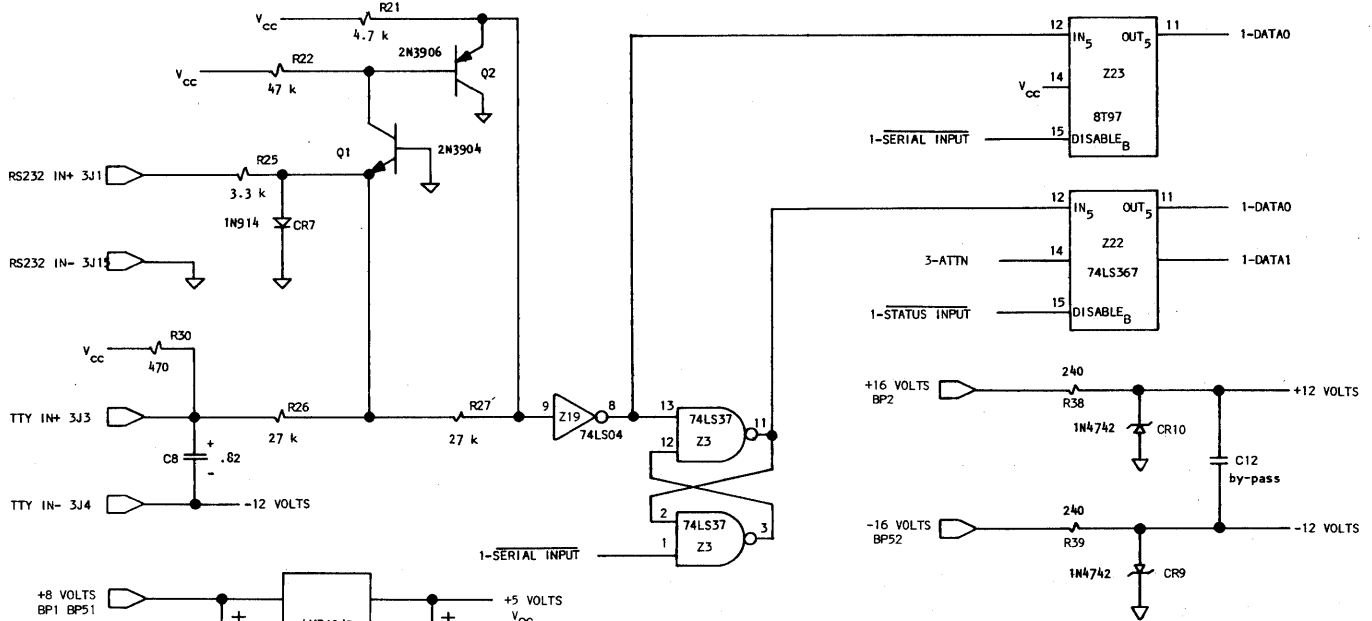 R21
VCC
4.7 k
2N3906
R22
Q2
VCC
47 k
Q1
2N3904
R25
RS232 IN+ 3J1
3.3 k
1N914
CR7
RS232 IN- 3J15
R30
VCC
470
TTY IN+ 3J3
R26
27 k
R27
27 k
C8
+
.82
-
TTY IN- 3J4
-12 VOLTS
9
Z19
8
74LS04
13
12
74LS37
Z3
11
2
1
74LS37
Z3
3
1-SERIAL INPUT
12
IN5
OUT5
11
1-DATA0
Z23
VCC
14
8T97
1-SERIAL INPUT
15
DISABLEB
12
IN5
OUT5
11
1-DATA0
Z22
3-ATTN
14
74LS367
1-DATA1
1-STATUS INPUT
15
DISABLEB
+16 VOLTS
BP2
240
R38
+12 VOLTS
1N4742
CR10
C12
by-pass
-16 VOLTS
BP52
240
R39
-12 VOLTS
1N4742
CR9
+8 VOLTS
BP1 BP51
+
+
+5 VOLTS
VCC